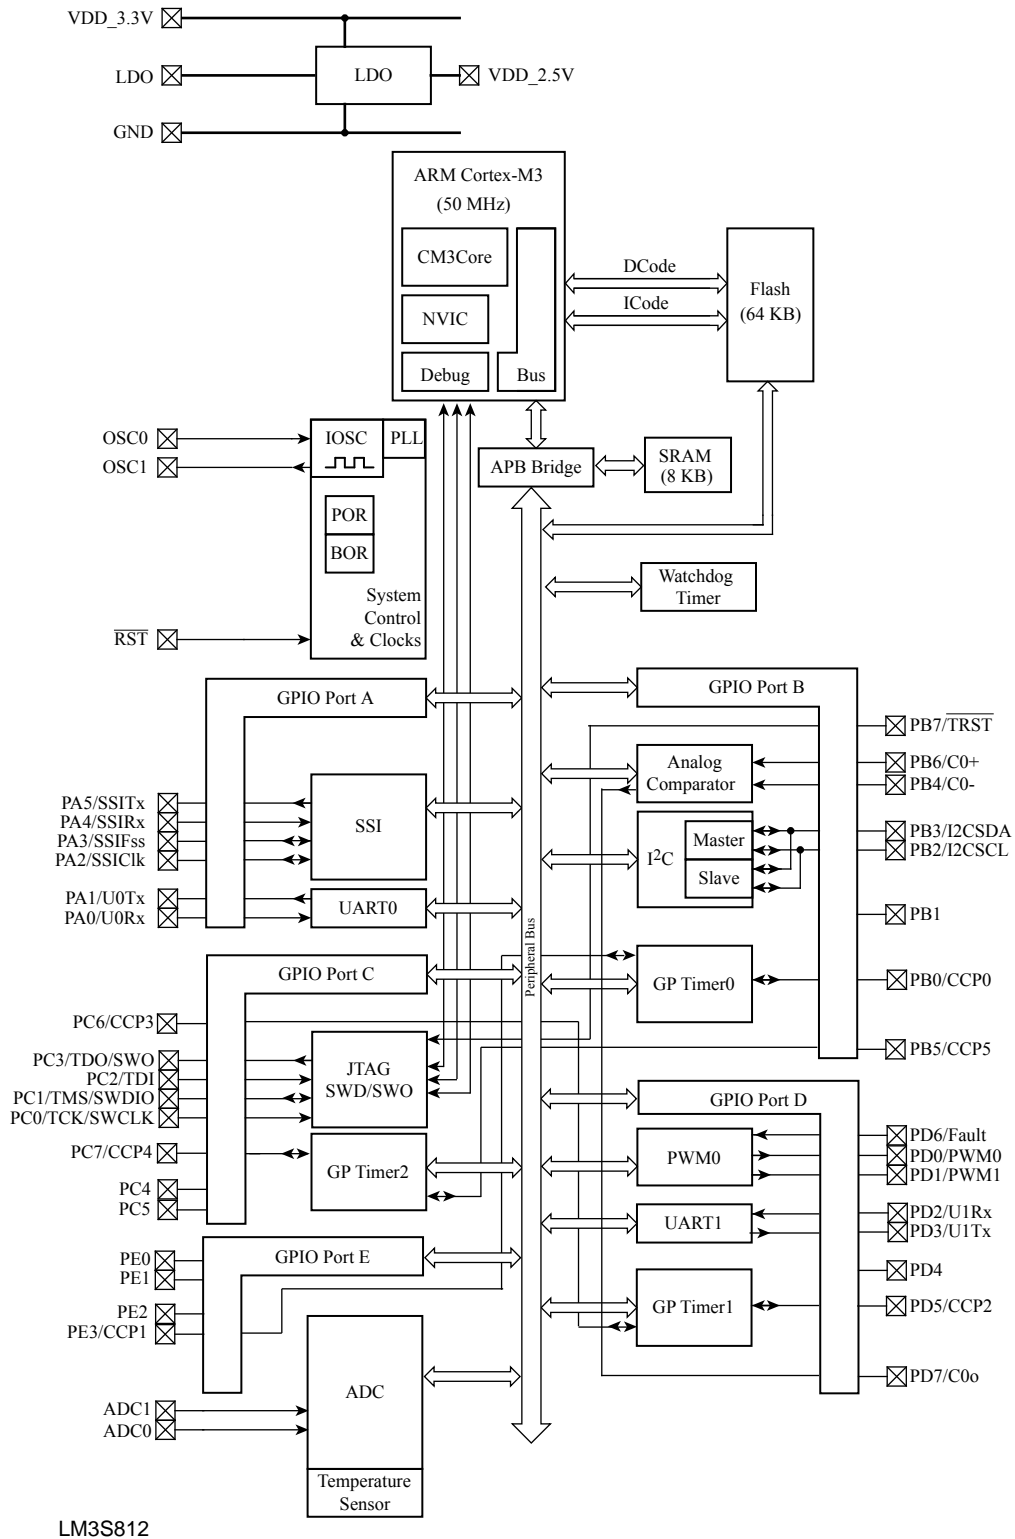 VDD_3.3V
LDO
LDO
VDD_2.5V
GND
ARM Cortex-M3
(50 MHz)
CM3Core
NVIC
Debug
Bus
DCode
ICode
Flash
(64 KB)
OSC0
OSC1
IOSC
PLL
POR
BOR
System
Control
& Clocks
RST
APB Bridge
SRAM
(8 KB)
Watchdog
Timer
GPIO Port A
PA5/SSITx
PA4/SSIRx
PA3/SSIFss
PA2/SSIClk
SSI
PA1/U0Tx
PA0/U0Rx
UART0
GPIO Port B
PB7/TRST
Analog
Comparator
PB6/C0+
PB4/C0-
I2C
Master
Slave
PB3/I2CSDA
PB2/I2CSCL
PB1
Peripheral Bus
GP Timer0
PB0/CCP0
PB5/CCP5
GPIO Port C
PC6/CCP3
PC3/TDO/SWO
PC2/TDI
PC1/TMS/SWDIO
PC0/TCK/SWCLK
JTAG
SWD/SWO
PC7/CCP4
GP Timer2
PC4
PC5
GPIO Port D
PWM0
PD6/Fault
PD0/PWM0
PD1/PWM1
UART1
PD2/U1Rx
PD3/U1Tx
PD4
GP Timer1
PD5/CCP2
PD7/C0o
GPIO Port E
PE0
PE1
PE2
PE3/CCP1
ADC
ADC1
ADC0
Temperature
Sensor
LM3S812